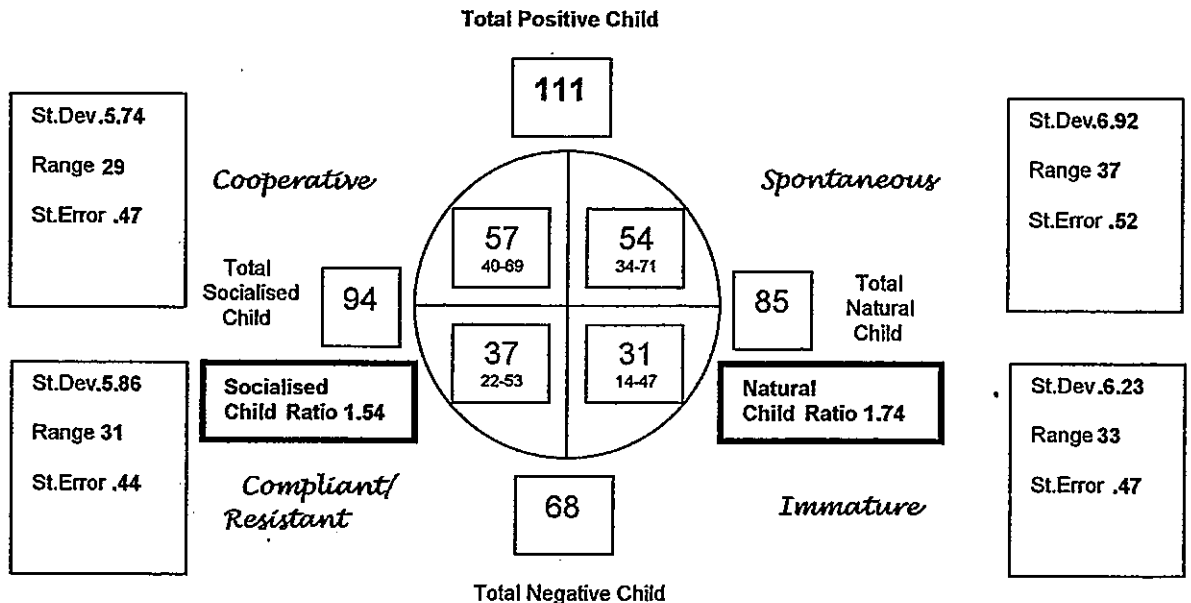 Total Positive Child
111
St.Dev.5.74
Range 29
St.Error .47
Cooperative
Spontaneous
St.Dev.6.92
Range 37
St.Error .52
57
40-69
54
34-71
Total
Socialised
Child
94
85
Total
Natural
Child
37
22-53
31
14-47
St.Dev.5.86
Range 31
St.Error .44
Socialised
Child Ratio 1.54
Natural
Child Ratio 1.74
St.Dev.6.23
Range 33
St.Error .47
Compliant/
Resistant
68
Immature
Total Negative Child